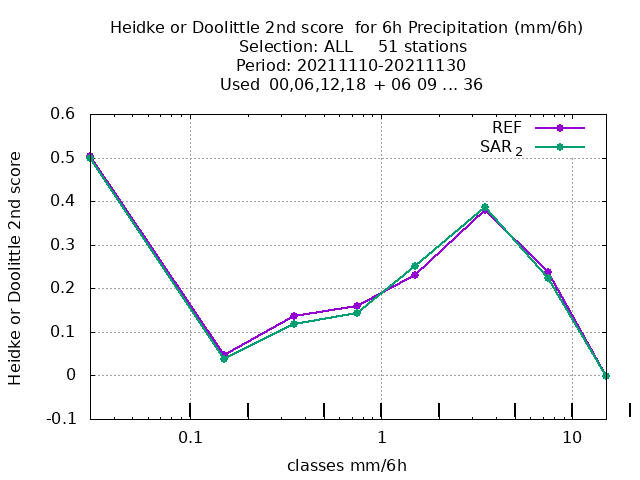 Heidke or Doolittle 2nd score  for 6h Precipitation (mm/6h)
Selection: ALL     51 stations
Period: 20211110-20211130
Used  00,06,12,18  + 06 09 ... 36
REF
SAR 2
0.6
0.5
0.4
0.3
0.2
0.1
0
-0.1
Heidke or Doolittle 2nd score
0.1 1 10
classes mm/6h